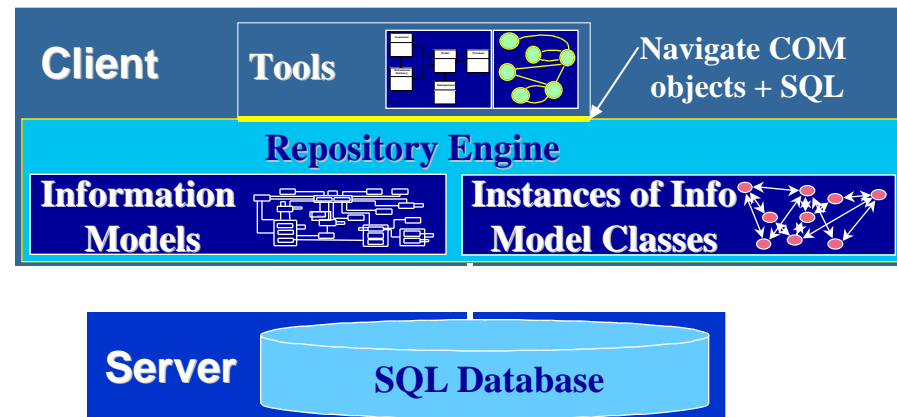 Client
Tools
Navigate COM
objects + SQL
Repository Engine
Information
Models
Instances of Info
Model Classes
Server
SQL Database